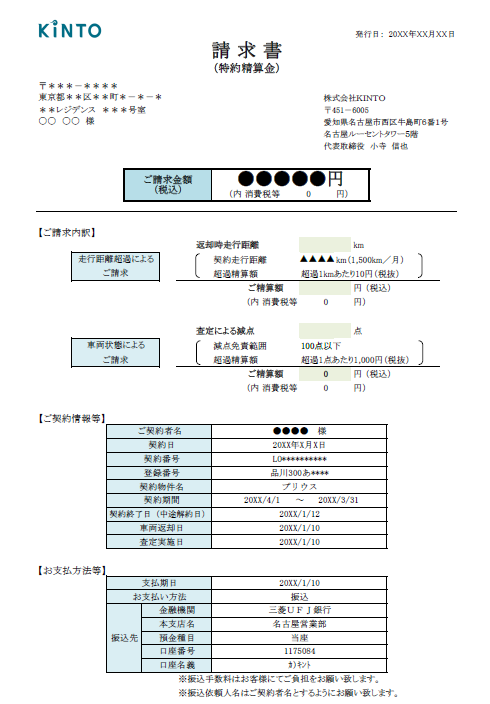 KINTO
発行日： 20XX年XX月XX日
請求書
（特約精算金）
〒＊＊＊－＊＊＊＊
東京都＊＊区＊＊町＊－＊－＊
＊＊レジデンス ＊＊＊号室
〇〇 〇〇 様
株式会社KINTO
〒451－6005
愛知県名古屋市西区牛島町6番1号
名古屋ルーセントタワー5階
代表取締役 小寺 信也
ご請求金額
（税込）
●●●●●円
（内 消費税等 0 円）
【ご請求内訳】
走行距離超過による
ご請求
返却時走行距離 km
契約走行距離 ▲▲▲▲km（1,500km／月）
超過精算額 超過1kmあたり10円（税抜）
ご精算額 円（税込）
（内 消費税等 0 円）
車両状態による
ご請求
査定による減点 点
減点免責範囲 100点以下
超過精算額 超過1点あたり1,000円（税抜）
ご精算額 0 円（税込）
（内 消費税等 0 円）
【ご契約情報等】
ご契約者名 ●●●● 様
契約日 20XX年X月X日
契約番号 LO**********
登録番号 品川300あ****
契約物件名 プリウス
契約期間 20XX/4/1 ～ 20XX/3/31
契約終了日（中途解約日） 20XX/1/12
車両返却日 20XX/1/10
査定実施日 20XX/1/10
【お支払方法等】
支払期日 20XX/1/10
お支払い方法 振込
振込先
金融機関 三菱ＵＦＪ銀行
本支店名 名古屋営業部
預金種目 当座
口座番号 1175084
口座名義 ｶ)ｷﾝﾄ
※振込手数料はお客様にてご負担をお願い致します。
※振込依頼人名はご契約者名とするようにお願い致します。